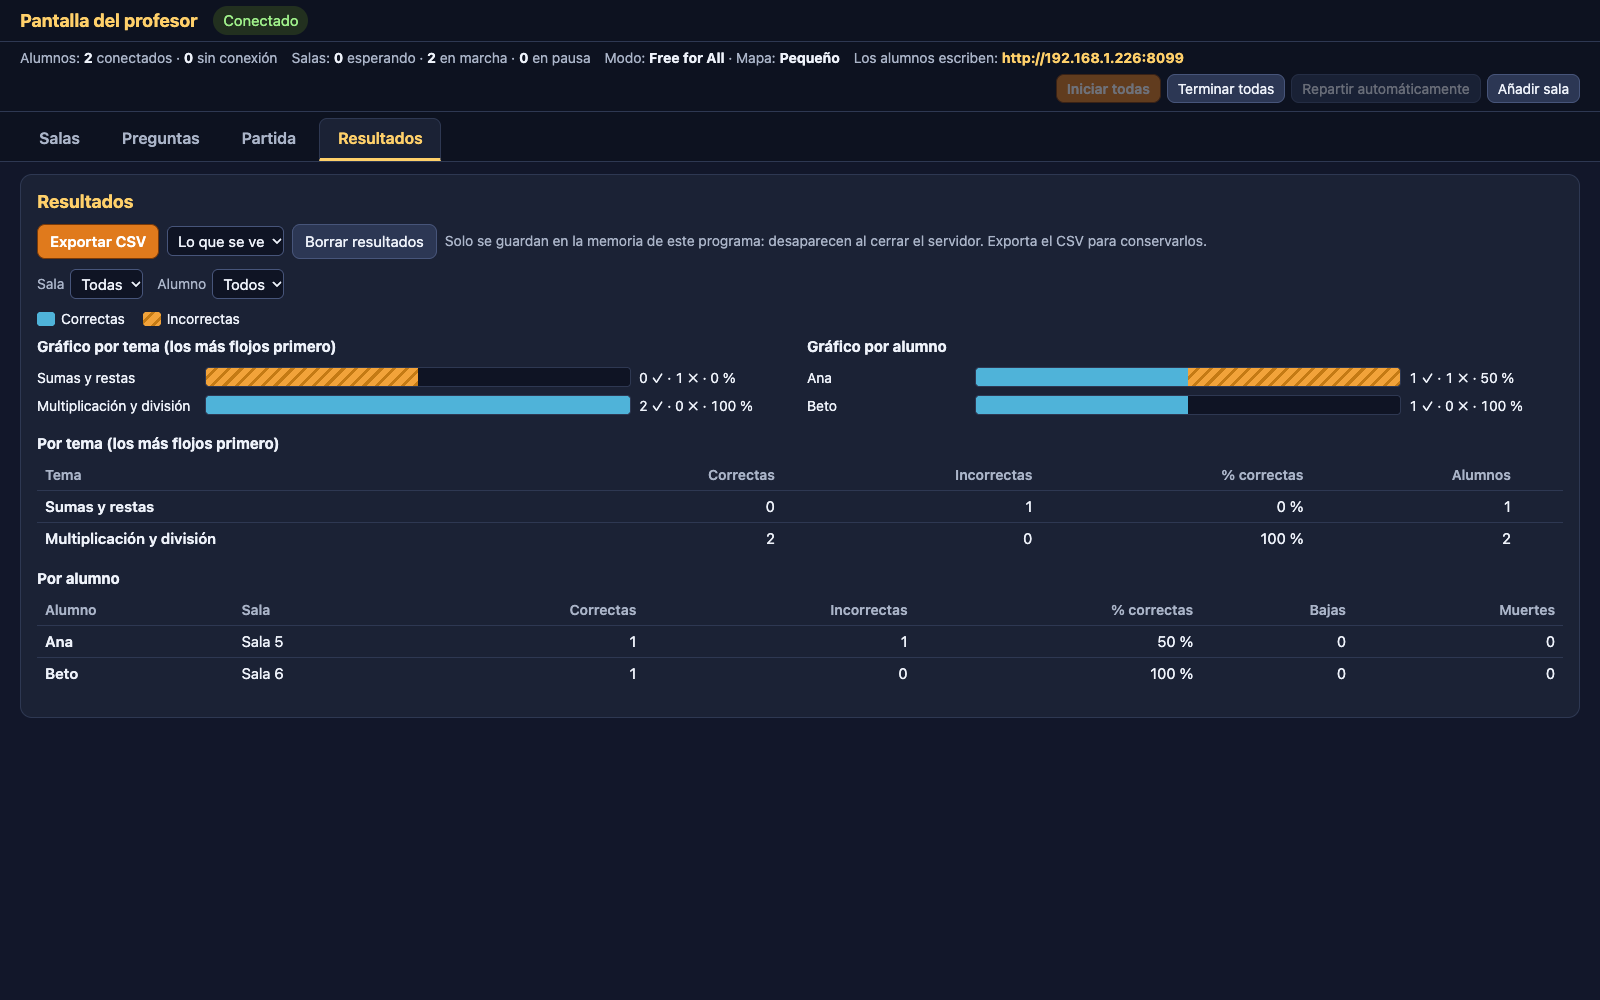 Pantalla del profesor Conectado
Alumnos: 2 conectados · 0 sin conexión Salas: 0 esperando · 2 en marcha · 0 en pausa Modo: Free for All · Mapa: Pequeño Los alumnos escriben: http://192.168.1.226:8099
Iniciar todas Terminar todas Repartir automáticamente Añadir sala
Salas Preguntas Partida Resultados
Resultados
Exportar CSV Lo que se ve Borrar resultados Solo se guardan en la memoria de este programa: desaparecen al cerrar el servidor. Exporta el CSV para conservarlos.
Sala Todas Alumno Todos
Correctas Incorrectas
Gráfico por tema (los más flojos primero)
Sumas y restas 0 ✓ · 1 ✕ · 0 %
Multiplicación y división 2 ✓ · 0 ✕ · 100 %
Gráfico por alumno
Ana 1 ✓ · 1 ✕ · 50 %
Beto 1 ✓ · 0 ✕ · 100 %
Por tema (los más flojos primero)
Tema Correctas Incorrectas % correctas Alumnos
Sumas y restas 0 1 0 % 1
Multiplicación y división 2 0 100 % 2
Por alumno
Alumno Sala Correctas Incorrectas % correctas Bajas Muertes
Ana Sala 5 1 1 50 % 0 0
Beto Sala 6 1 0 100 % 0 0